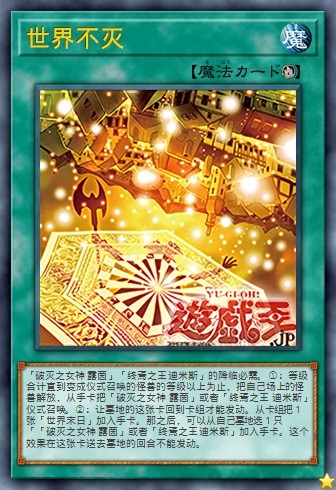 世界不灭
魔
【魔法カード】
YU-GI-OH!
遊戯王
.JP
「破灭之女神 露茵」「终焉之王 迪米斯」的降临必需。①：等级
合计直到变成仪式召唤的怪兽的等级以上为止，把自己场上的怪
兽解放，从手卡把「破灭之女神 露茵」或者「终焉之王 迪米斯」
仪式召唤。②：让墓地的这张卡回到卡组才能发动。从卡组把1
张「世界末日」加入手卡。那之后，可以从自己墓地选1只
「破灭之女神 露茵」或者「终焉之王 迪米斯」加入手卡。这个
效果在这张卡送去墓地的回合不能发动。